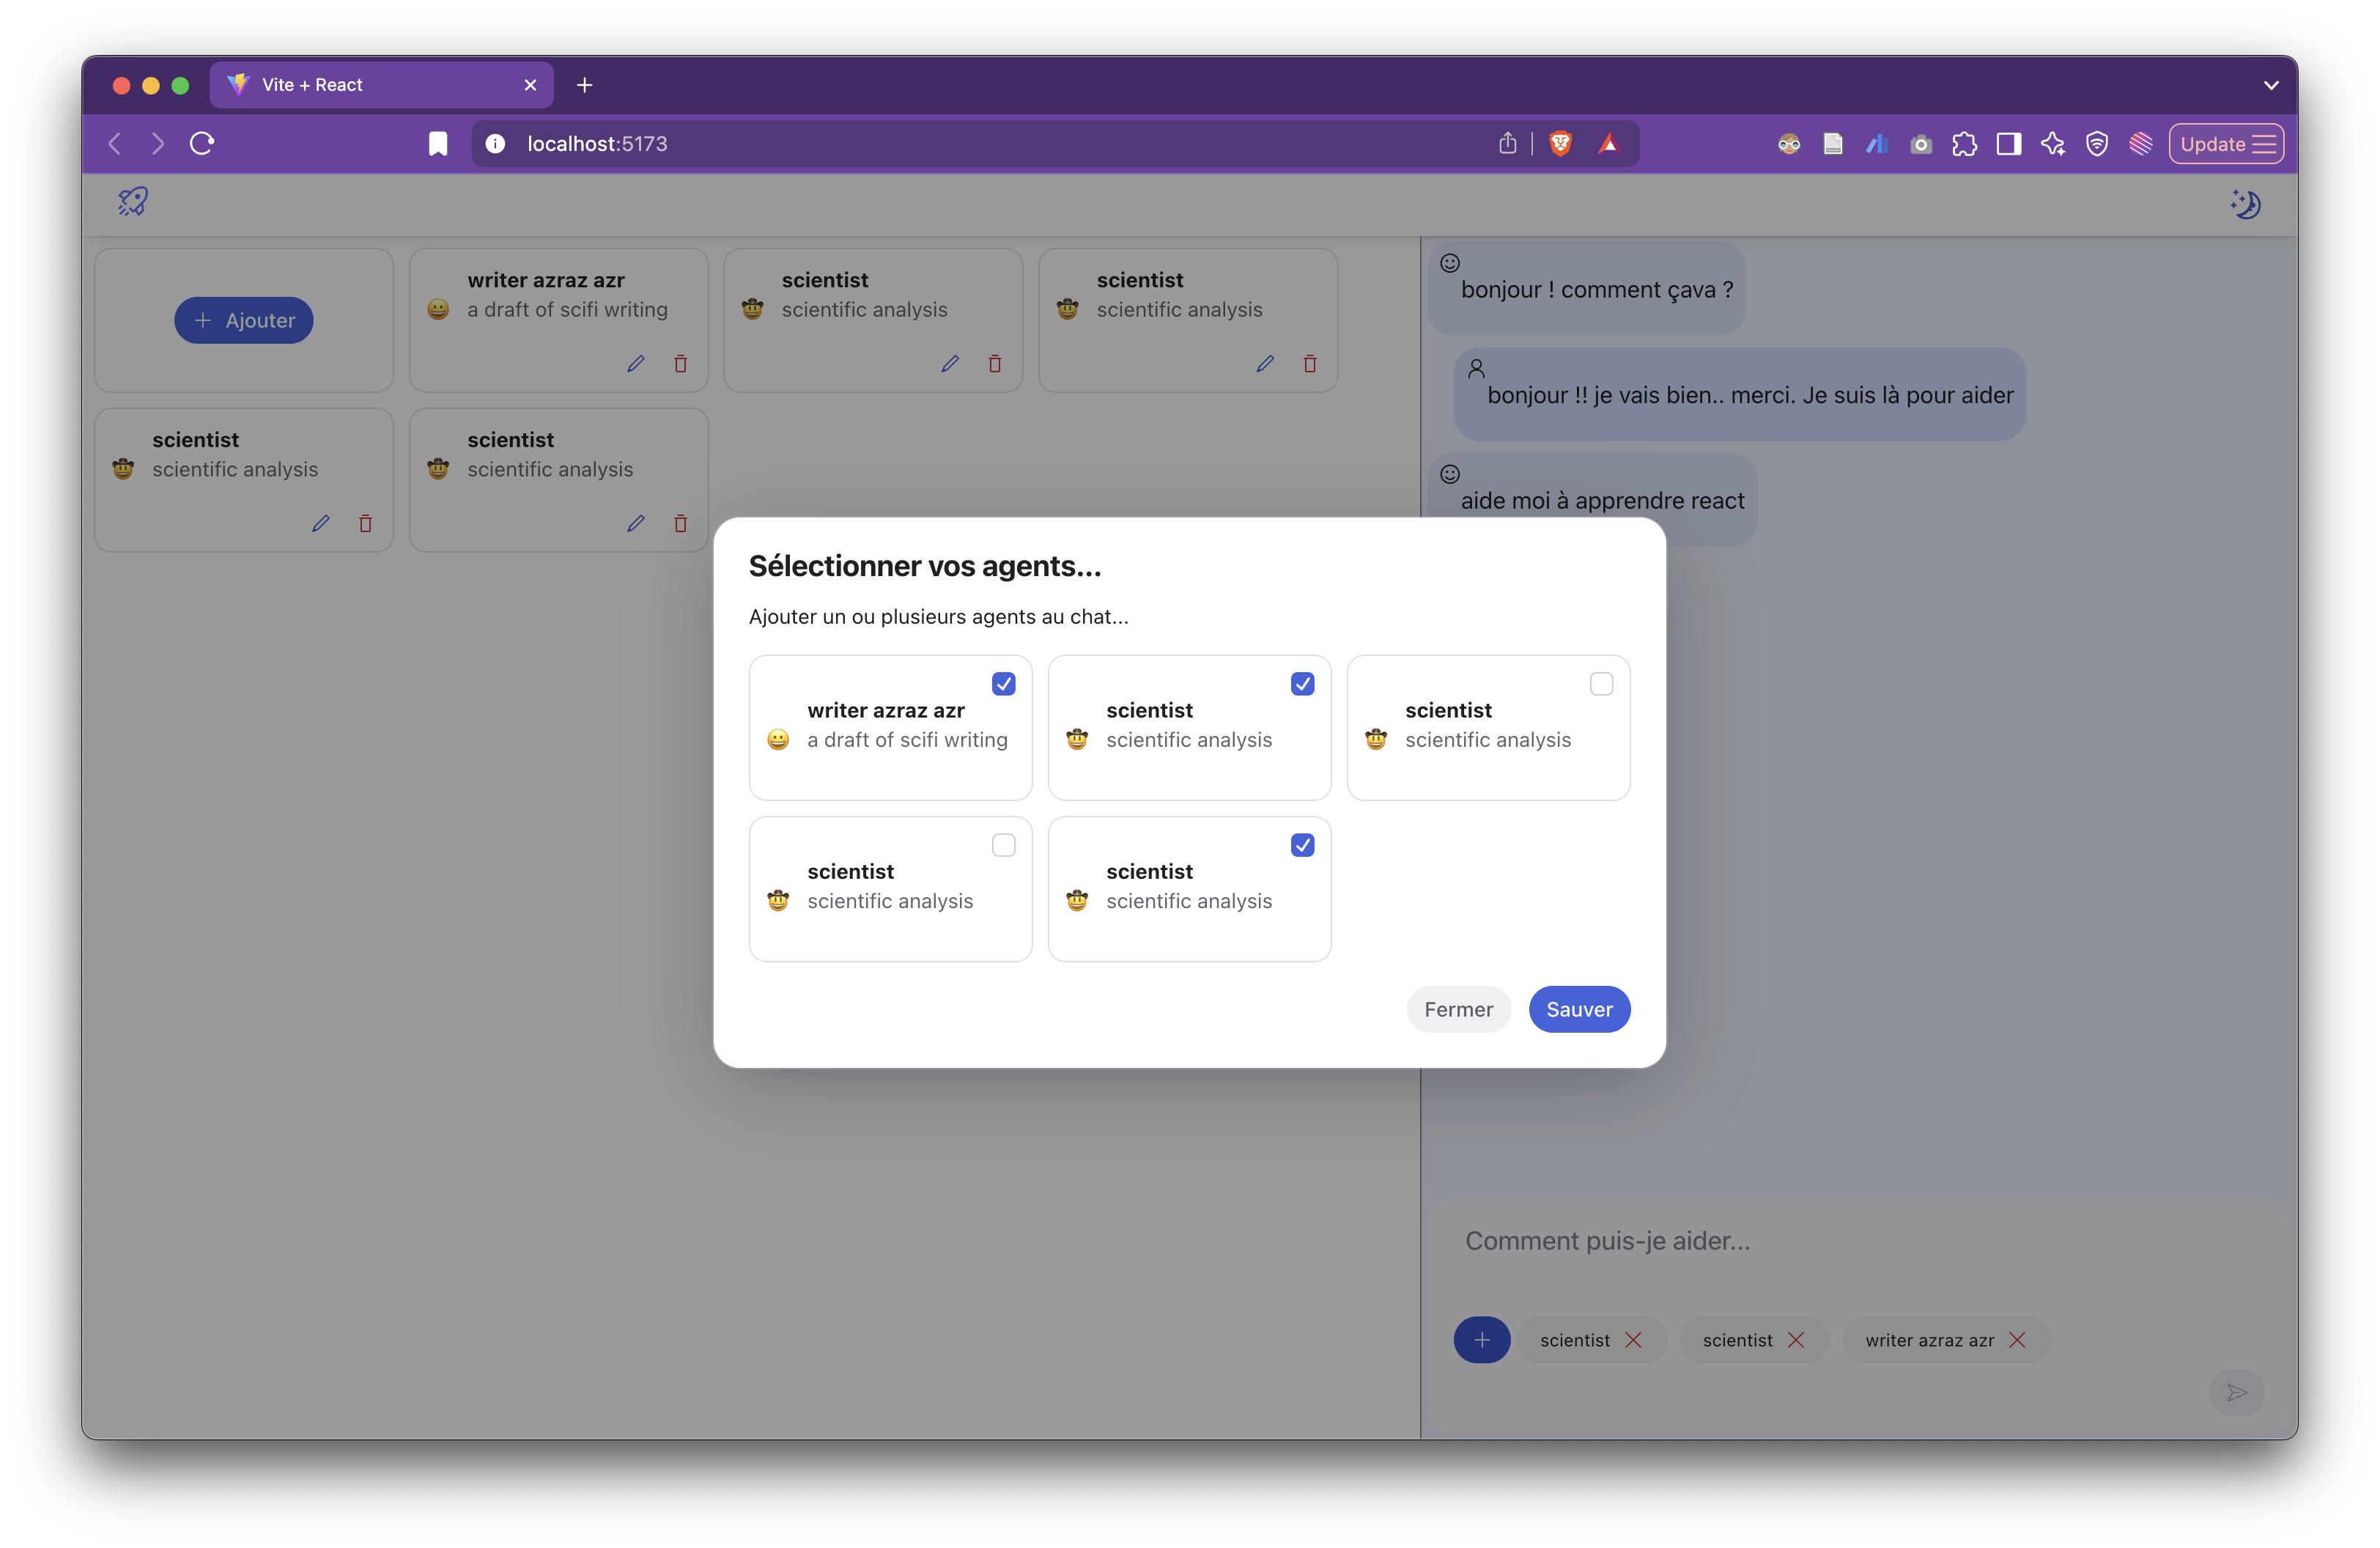 Vite + React
localhost:5173
Update
Ajouter
writer azraz azr
a draft of scifi writing
scientist
scientific analysis
scientist
scientific analysis
scientist
scientific analysis
scientist
scientific analysis
bonjour ! comment çava ?
bonjour !! je vais bien.. merci. Je suis là pour aider
aide moi à apprendre react
Sélectionner vos agents...
Ajouter un ou plusieurs agents au chat...
writer azraz azr
a draft of scifi writing
scientist
scientific analysis
scientist
scientific analysis
scientist
scientific analysis
scientist
scientific analysis
Fermer
Sauver
Comment puis-je aider...
scientist
scientist
writer azraz azr